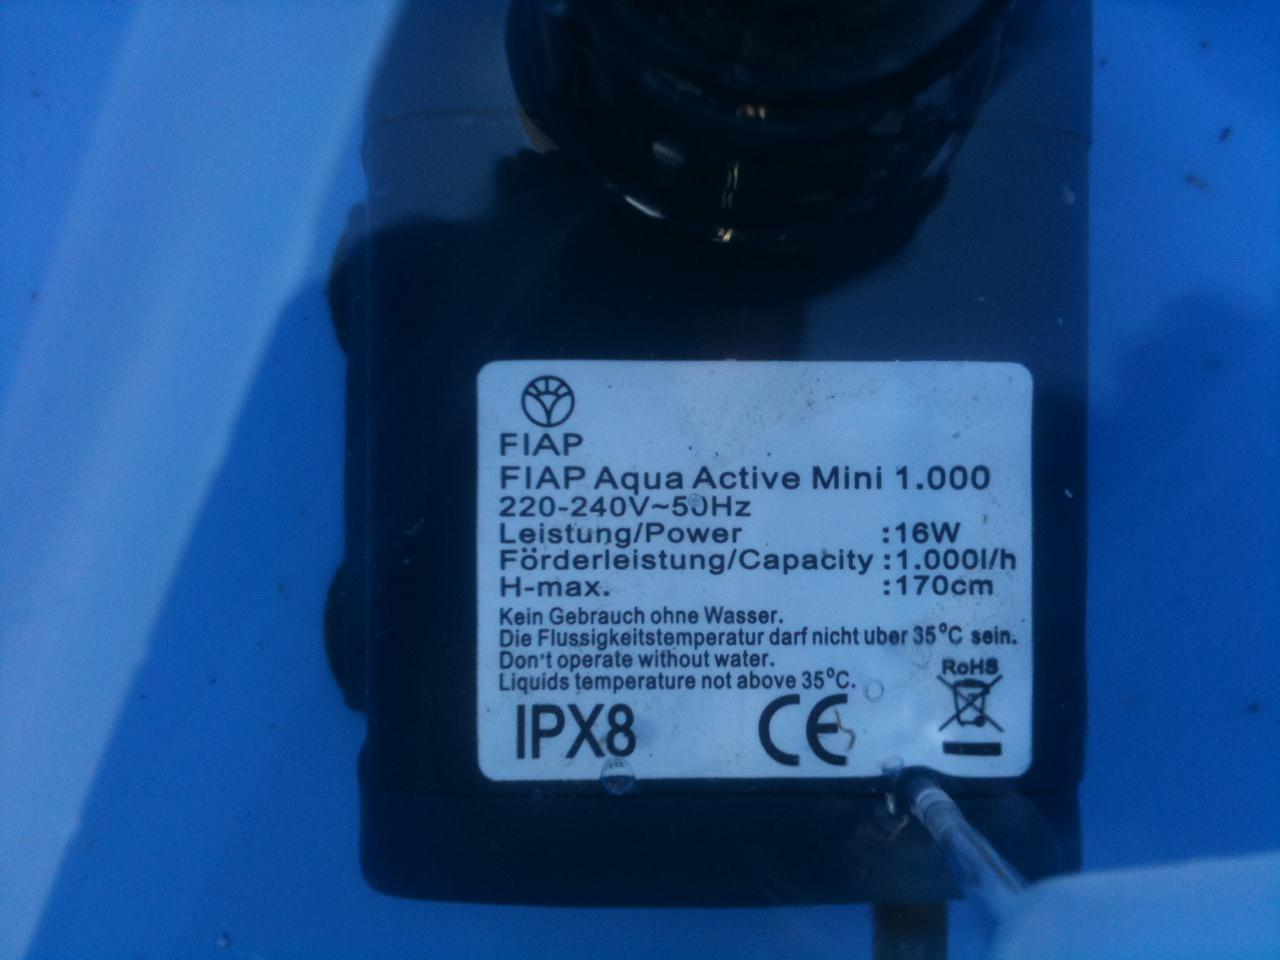 FIAP
FIAP Aqua Active Mini 1.000
220-240V~50Hz
Leistung/Power :16W
Förderleistung/Capacity :1.000l/h
H-max. :170cm
Kein Gebrauch ohne Wasser.
Die Flussigkeitstemperatur darf nicht uber 35°C sein.
Don't operate without water.
Liquids temperature not above 35°C.
RoHS
IPX8 CE